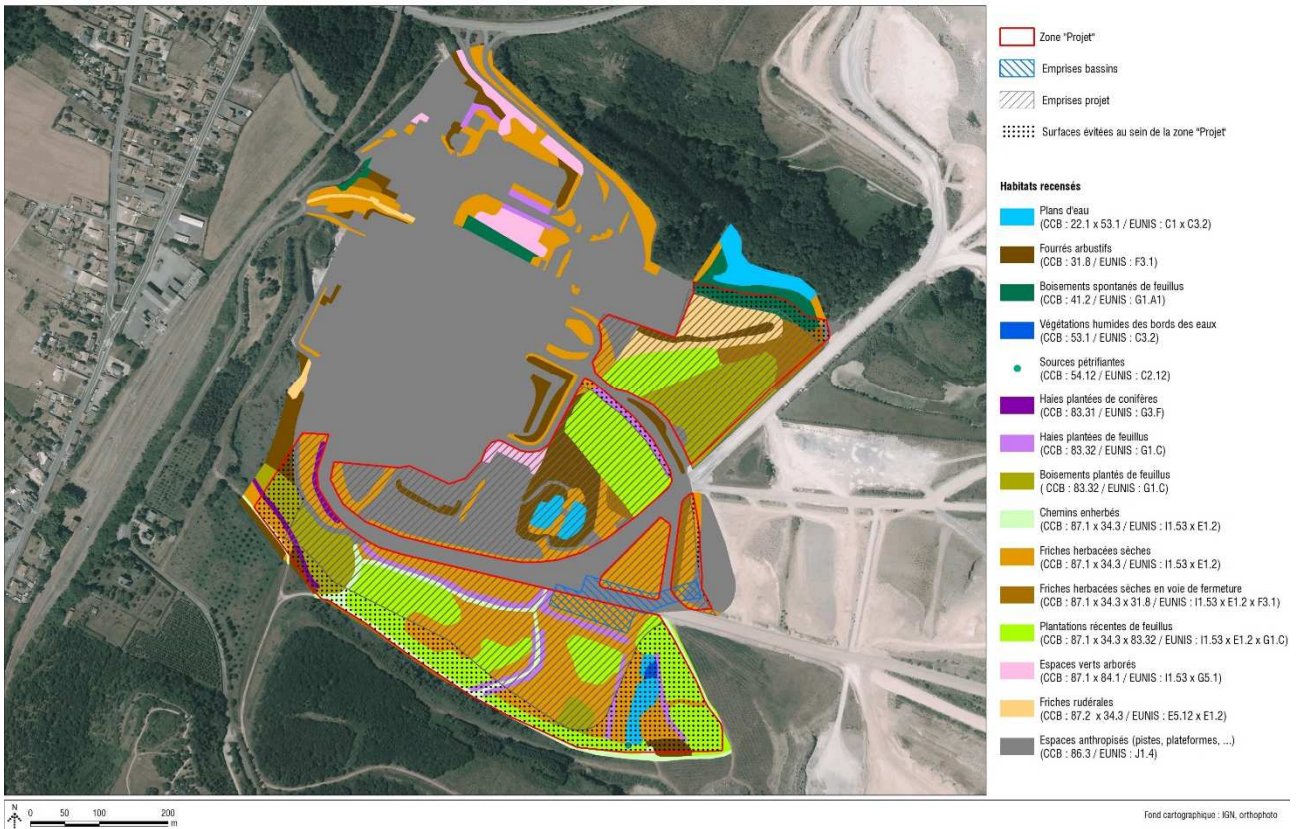 Zone "Projet"
Emprises bassins
Emprises projet
Surfaces évitées au sein de la zone "Projet"
Habitats recensés
Plans d'eau
(CCB : 22.1 x 53.1 / EUNIS : C1 x C3.2)
Fourrés arbustifs
(CCB : 31.8 / EUNIS : F3.1)
Boisements spontanés de feuillus
(CCB : 41.2 / EUNIS : G1.A1)
Végétations humides des bords des eaux
(CCB : 53.1 / EUNIS : C3.2)
Sources pétrifiantes
(CCB : 54.12 / EUNIS : C2.12)
Haies plantées de conifères
(CCB : 83.31 / EUNIS : G3.F)
Haies plantées de feuillus
(CCB : 83.32 / EUNIS : G1.C)
Boisements plantés de feuillus
( CCB : 83.32 / EUNIS : G1.C)
Chemins enherbés
(CCB : 87.1 x 34.3 / EUNIS : I1.53 x E1.2)
Friches herbacées sèches
(CCB : 87.1 x 34.3 / EUNIS : I1.53 x E1.2)
Friches herbacées sèches en voie de fermeture
(CCB : 87.1 x 34.3 x 31.8 / EUNIS : I1.53 x E1.2 x F3.1)
Plantations récentes de feuillus
(CCB : 87.1 x 34.3 x 83.32 / EUNIS : I1.53 x E1.2 x G1.C)
Espaces verts arborés
(CCB : 87.1 x 84.1 / EUNIS : I1.53 x G5.1)
Friches rudérales
(CCB : 87.2 x 34.3 / EUNIS : E5.12 x E1.2)
Espaces anthropisés (pistes, plateformes, ...)
(CCB : 86.3 / EUNIS : J1.4)
N
0 50 100 200
m
Fond cartographique : IGN, orthophoto